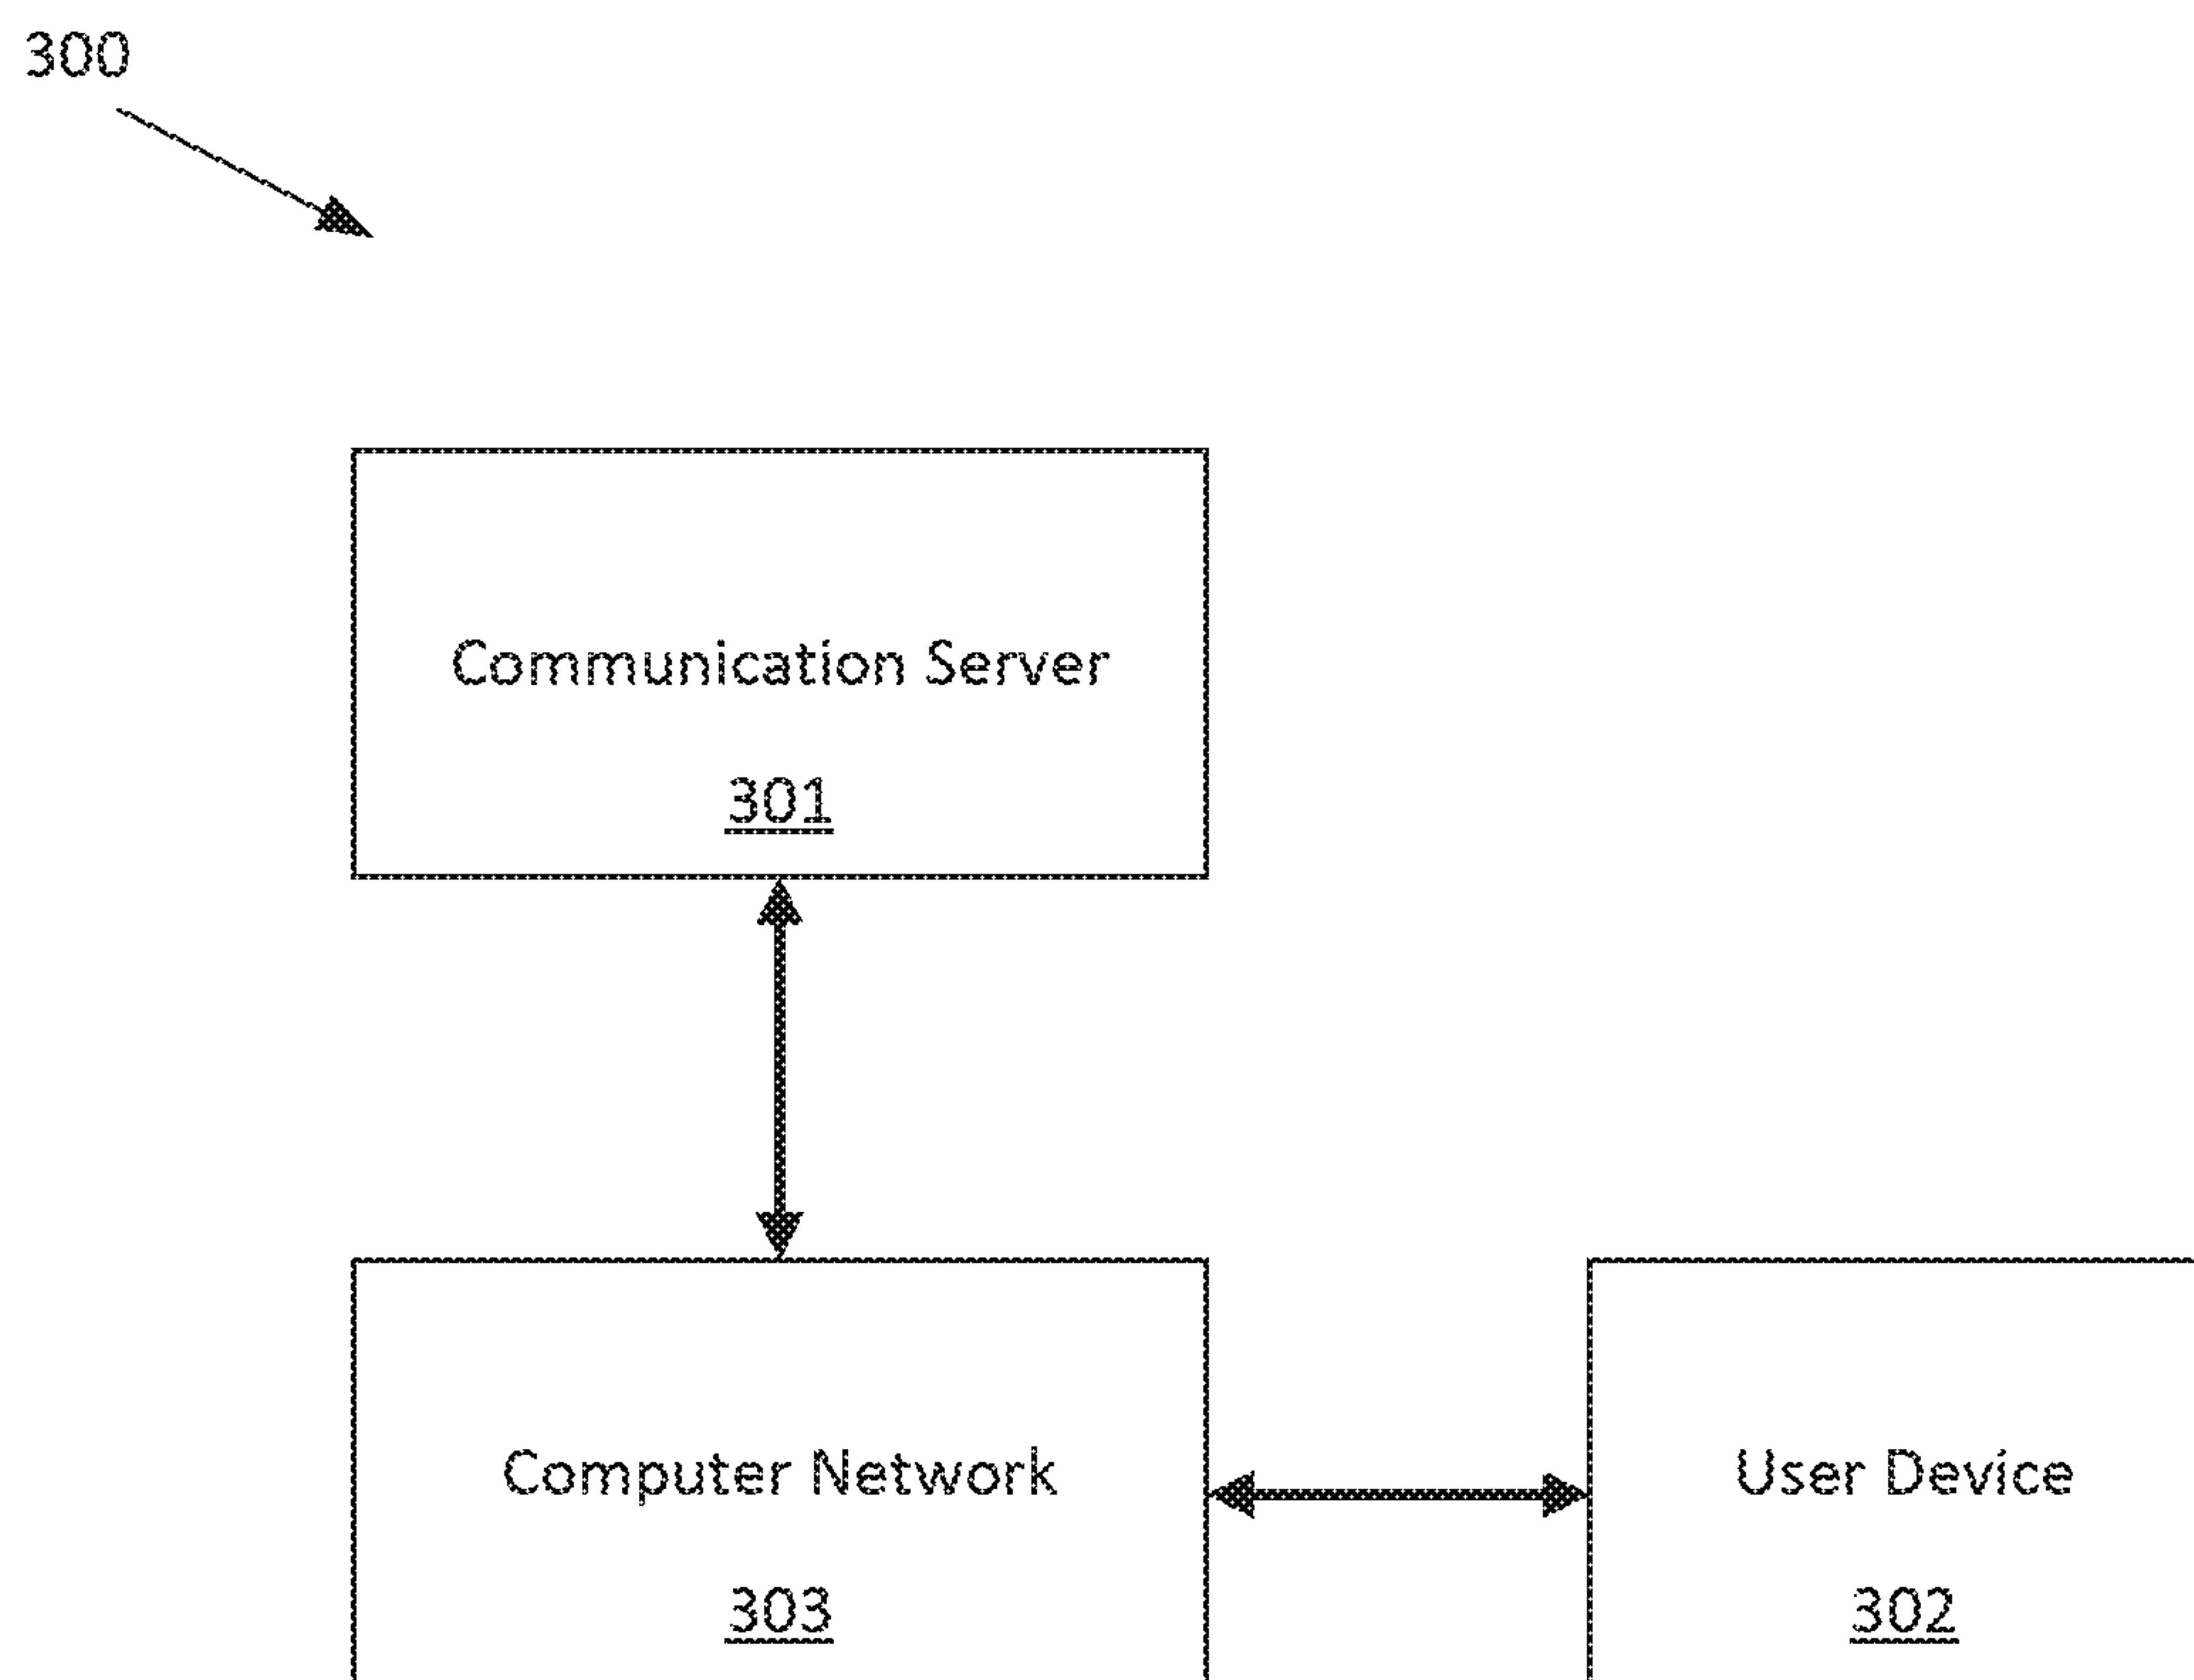 300
Communication Server
301
Computer Network
303
User Device
302